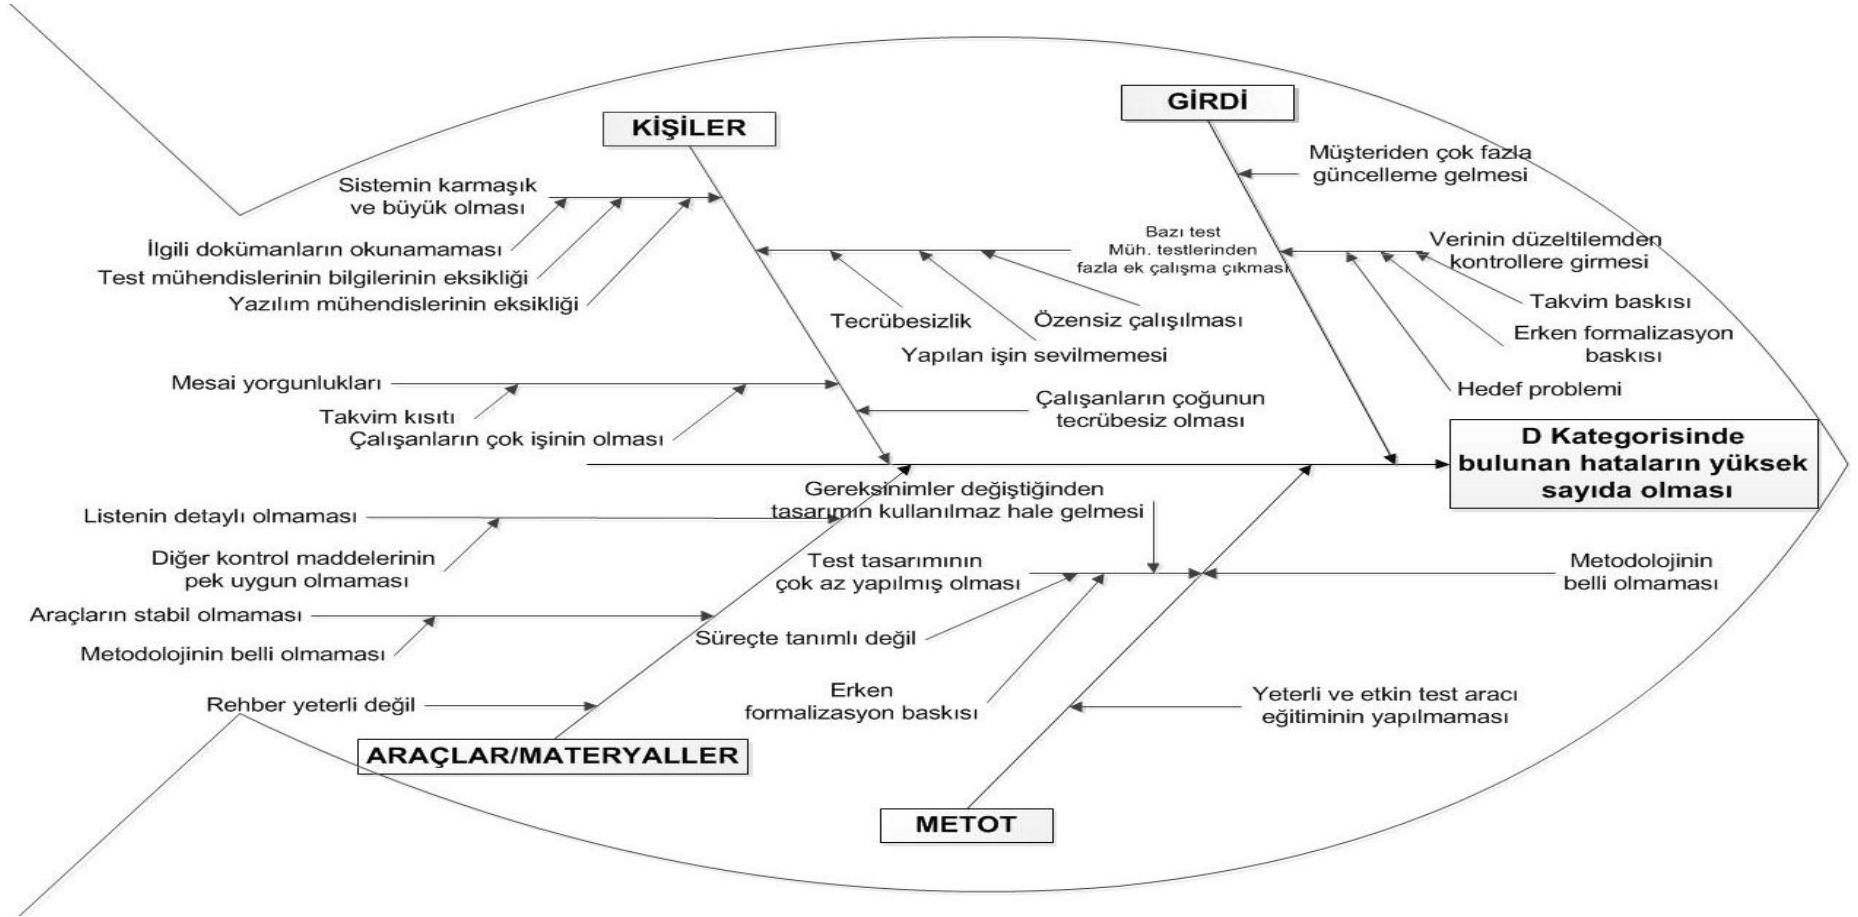 GİRDİ
KİŞİLER
Müşteriden çok fazla
güncelleme gelmesi
Sistemin karmaşık
ve büyük olması
İlgili dokümanların okunamaması
Test mühendislerinin bilgilerinin eksikliği
Yazılım mühendislerinin eksikliği
Bazı test
Müh. testlerinden
fazla ek çalışma çıkması
Verinin düzeltilemden
kontrollere girmesi
Takvim baskısı
Erken formalizasyon
baskısı
Hedef problemi
Tecrübesizlik
Özensiz çalışılması
Yapılan işin sevilmemesi
Mesai yorgunlukları
Takvim kısıtı
Çalışanların çok işinin olması
Çalışanların çoğunun
tecrübesiz olması
D Kategorisinde
bulunan hataların yüksek
sayıda olması
Gereksinimler değiştiğinden
tasarımın kullanılmaz hale gelmesi
Listenin detaylı olmaması
Diğer kontrol maddelerinin
pek uygun olmaması
Test tasarımının
çok az yapılmış olması
Metodolojinin
belli olmaması
Araçların stabil olmaması
Metodolojinin belli olmaması
Süreçte tanımlı değil
Rehber yeterli değil
Erken
formalizasyon baskısı
Yeterli ve etkin test aracı
eğitiminin yapılmaması
ARAÇLAR/MATERYALLER
METOT